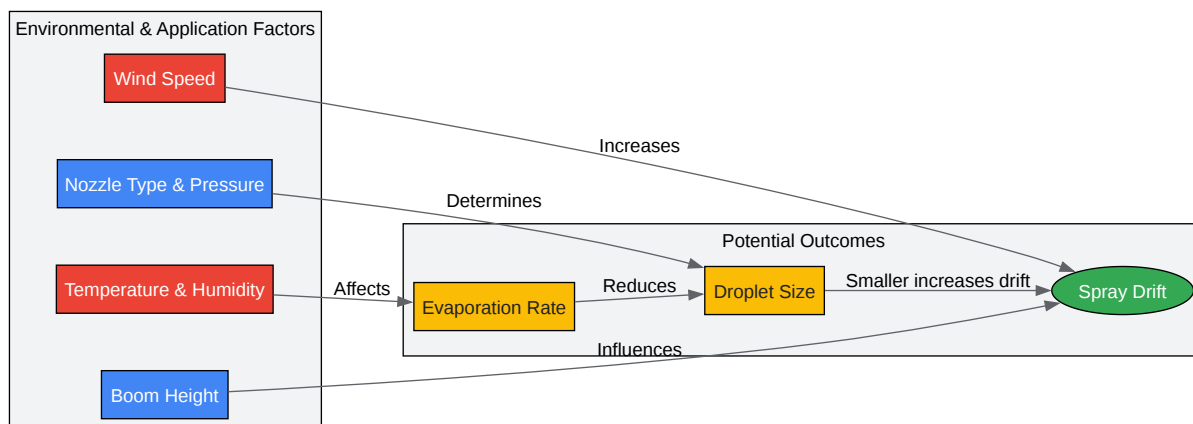 Environmental & Application Factors
Wind Speed
Increases
Nozzle Type & Pressure
Determines
Potential Outcomes
Temperature & Humidity
Affects
Evaporation Rate
Reduces
Droplet Size
Smaller increases drift
Spray Drift
Influences
Boom Height